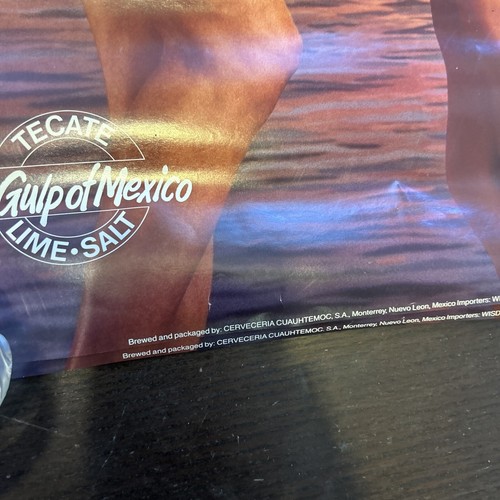 TECATE
Gulp of Mexico
LIME • SALT
Brewed and packaged by: CERVECERIA CUAUHTEMOC, S.A., Monterrey, Nuevo Leon, Mexico Importers:
Brewed and packaged by: CERVECERIA CUAUHTEMOC, S.A., Monterrey, Nuevo Leon, Mexico Importers: WISD